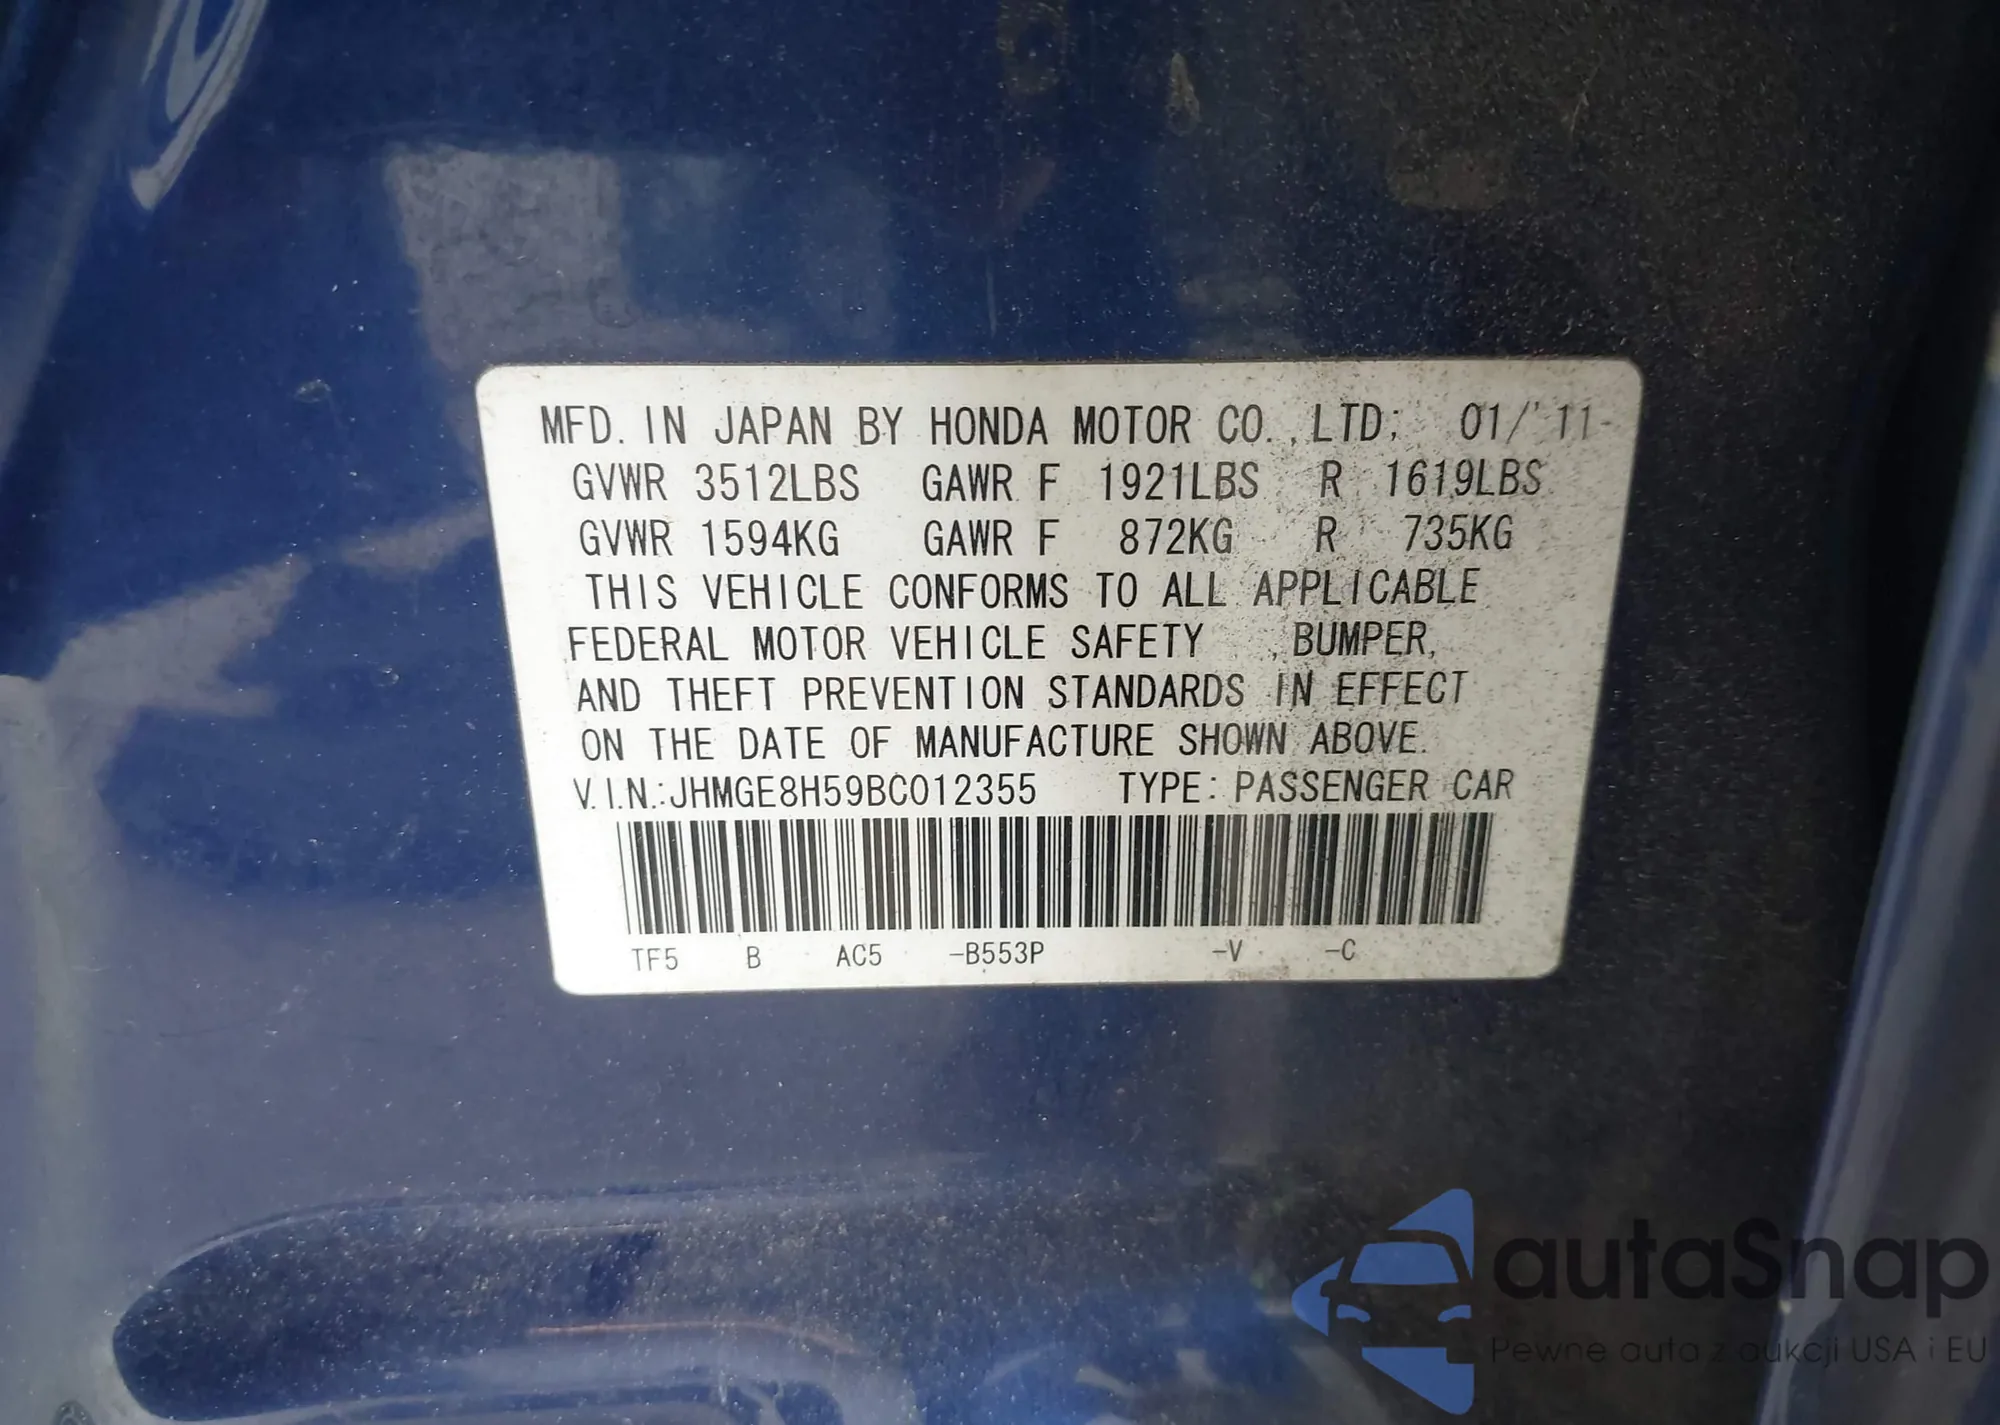 MFD. IN JAPAN BY HONDA MOTOR CO., LTD; 01/'11
GVWR 3512LBS GAWR F 1921LBS R 1619LBS
GVWR 1594KG GAWR F 872KG R 735KG
THIS VEHICLE CONFORMS TO ALL APPLICABLE
FEDERAL MOTOR VEHICLE SAFETY , BUMPER,
AND THEFT PREVENTION STANDARDS IN EFFECT
ON THE DATE OF MANUFACTURE SHOWN ABOVE.
V.I.N.:JHMGE8H59BC012355 TYPE: PASSENGER CAR
TF5 B AC5 -B553P -V -C
autaSnap
Pewne auta z aukcji USA i EU